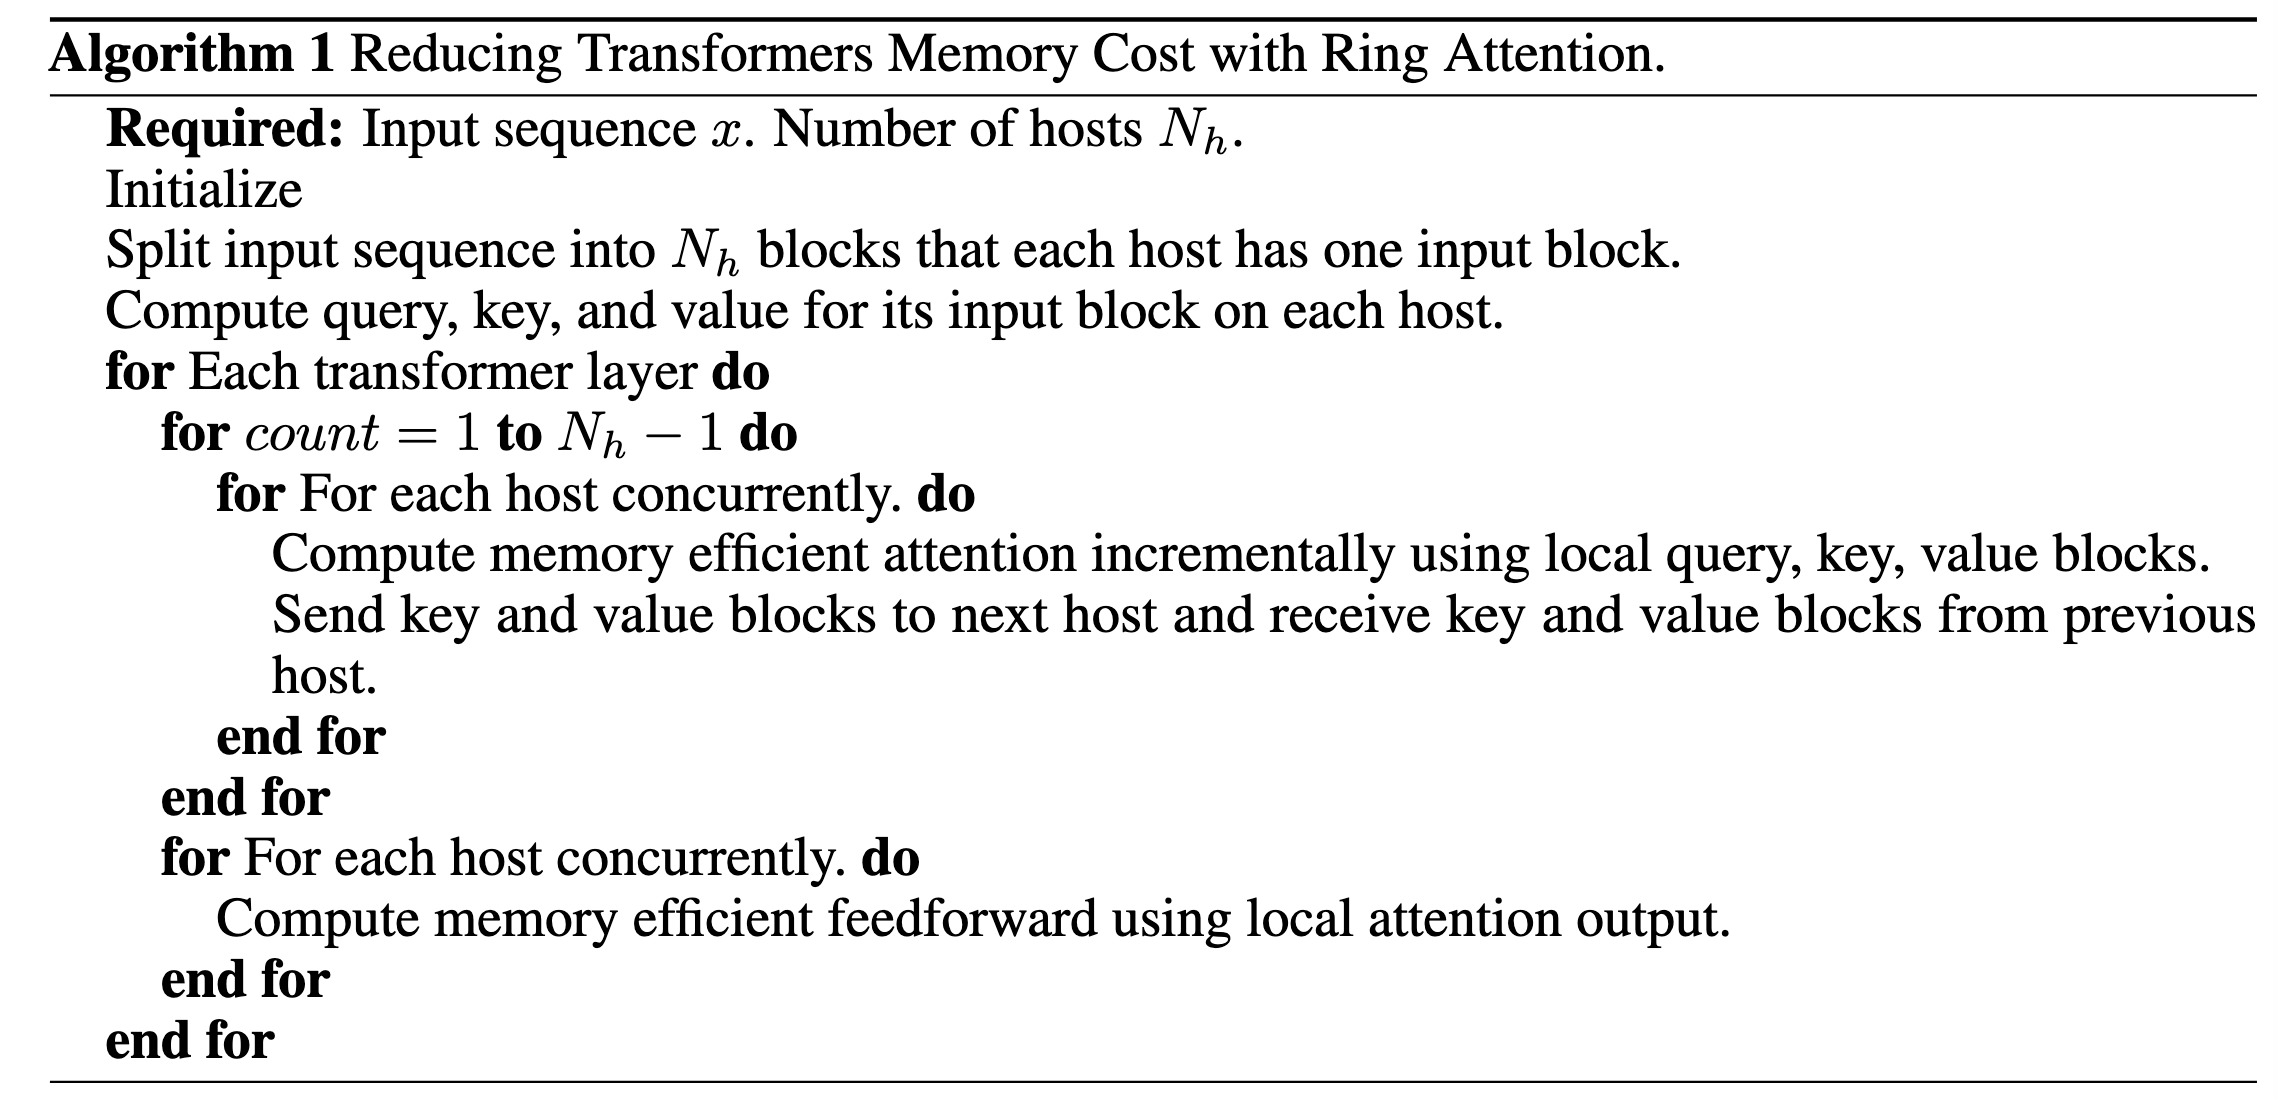 Algorithm 1 Reducing Transformers Memory Cost with Ring Attention.
Required: Input sequence x. Number of hosts N_h.
Initialize
Split input sequence into N_h blocks that each host has one input block.
Compute query, key, and value for its input block on each host.
for Each transformer layer do
for count = 1 to N_h − 1 do
for For each host concurrently. do
Compute memory efficient attention incrementally using local query, key, value blocks.
Send key and value blocks to next host and receive key and value blocks from previous
host.
end for
end for
for For each host concurrently. do
Compute memory efficient feedforward using local attention output.
end for
end for